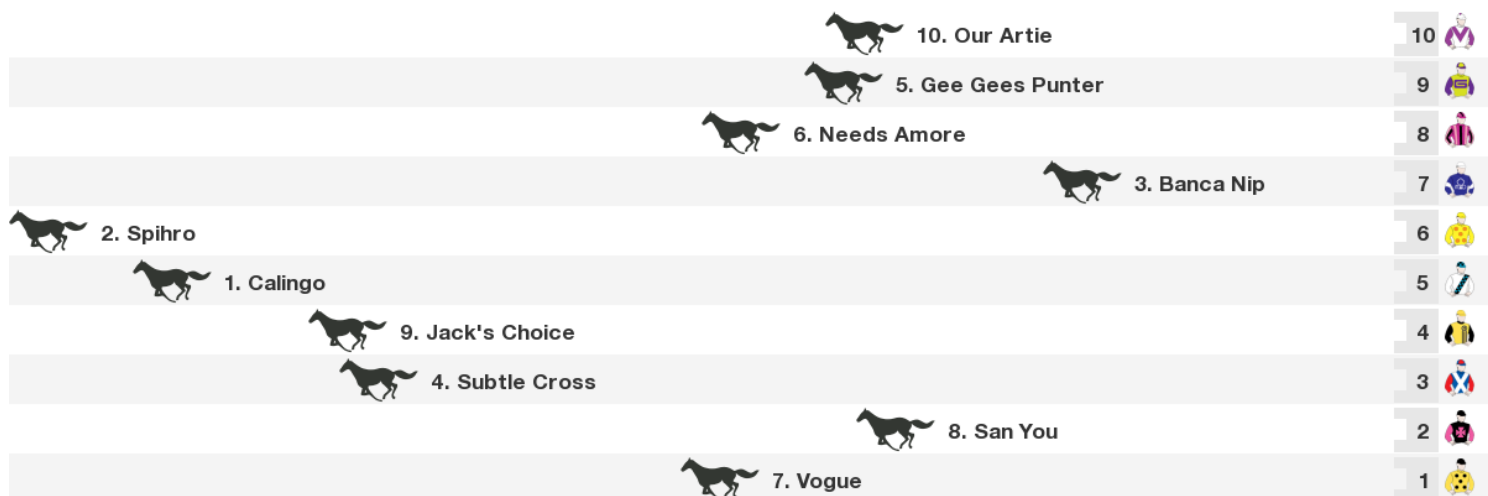 10. Our Artie 10
5. Gee Gees Punter 9
6. Needs Amore 8
3. Banca Nip 7
2. Spihro 6
1. Calingo 5
9. Jack's Choice 4
4. Subtle Cross 3
8. San You 2
7. Vogue 1